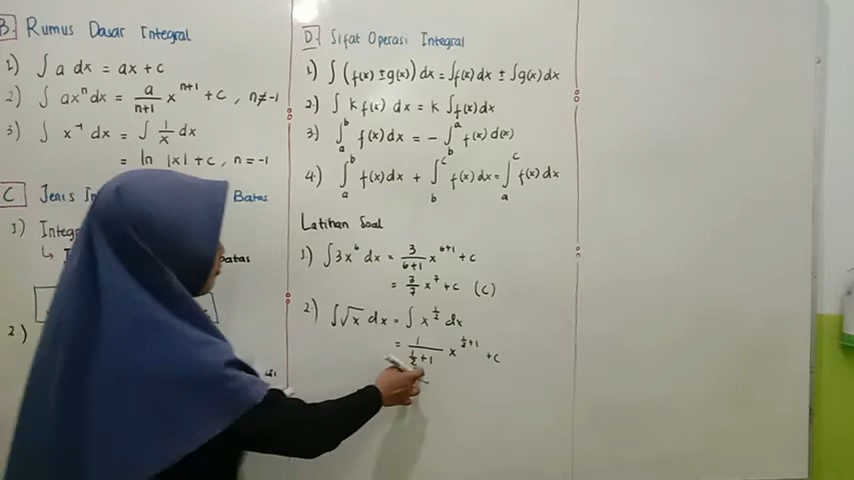 B. Rumus Dasar Integral
1) ∫ a dx = ax + c
2) ∫ axⁿ dx = a/(n+1) xⁿ⁺¹ + c , n≠-1
3) ∫ x⁻¹ dx = ∫ 1/x dx
= ln |x| + c , n = -1
C Jenis Batas
1) Integ
batas
2)
D. Sifat Operasi Integral
1) ∫ (f(x) ± g(x)) dx = ∫f(x) dx ± ∫g(x) dx
2.) ∫ k f(x) dx = k ∫f(x) dx
3) ∫ₐᵇ f(x) dx = - ∫_b^a f(x) d(x)
4.) ∫ₐᵇ f(x) dx + ∫_b^c f(x) dx = ∫ₐᶜ f(x) dx
Latihan Soal
1.) ∫ 3x⁶ dx = 3/(6+1) x⁶⁺¹ + c
= 3/7 x⁷ + c (C)
2.) ∫√x dx = ∫ x^(1/2) dx
= 1/(1/2+1) x^(1/2+1) + c